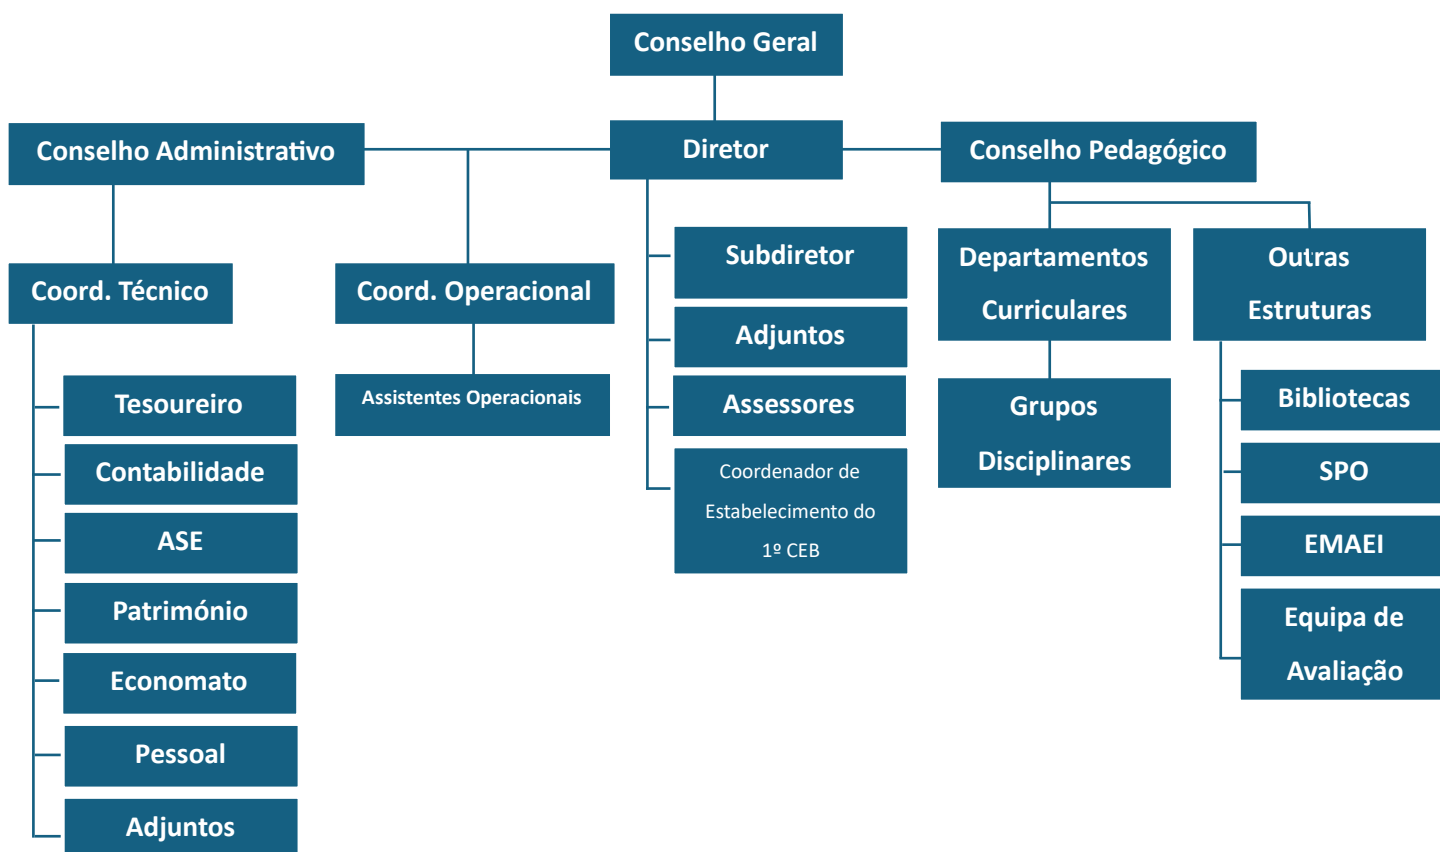 Conselho Geral
Conselho Administrativo
Diretor
Conselho Pedagógico
Coord. Técnico
Coord. Operacional
Subdiretor
Departamentos
Curriculares
Outras
Estruturas
Adjuntos
Assistentes Operacionais
Assessores
Grupos
Disciplinares
Coordenador de
Estabelecimento do
1º CEB
Tesoureiro
Contabilidade
ASE
Património
Economato
Pessoal
Adjuntos
Bibliotecas
SPO
EMAEI
Equipa de
Avaliação